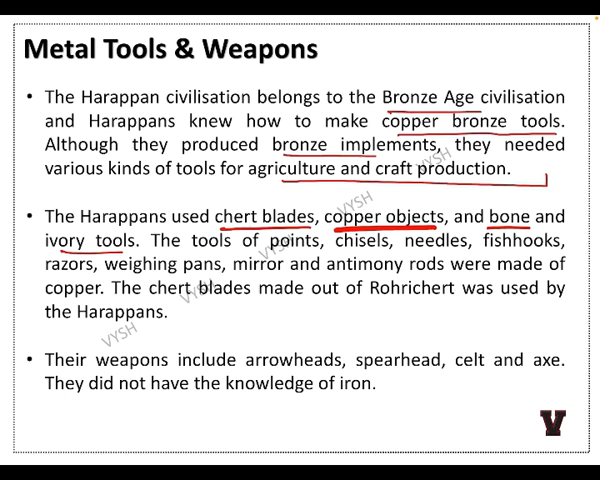 Metal Tools & Weapons
• The Harappan civilisation belongs to the Bronze Age civilisation
and Harappans knew how to make copper bronze tools.
Although they produced bronze implements, they needed
various kinds of tools for agriculture and craft production.
• The Harappans used chert blades, copper objects, and bone and
ivory tools. The tools of points, chisels, needles, fishhooks,
razors, weighing pans, mirror and antimony rods were made of
copper. The chert blades made out of Rohrichert was used by
the Harappans.
• Their weapons include arrowheads, spearhead, celt and axe.
They did not have the knowledge of iron.
VYSH
VYSH
VYSH
VYSH
VYSH
V